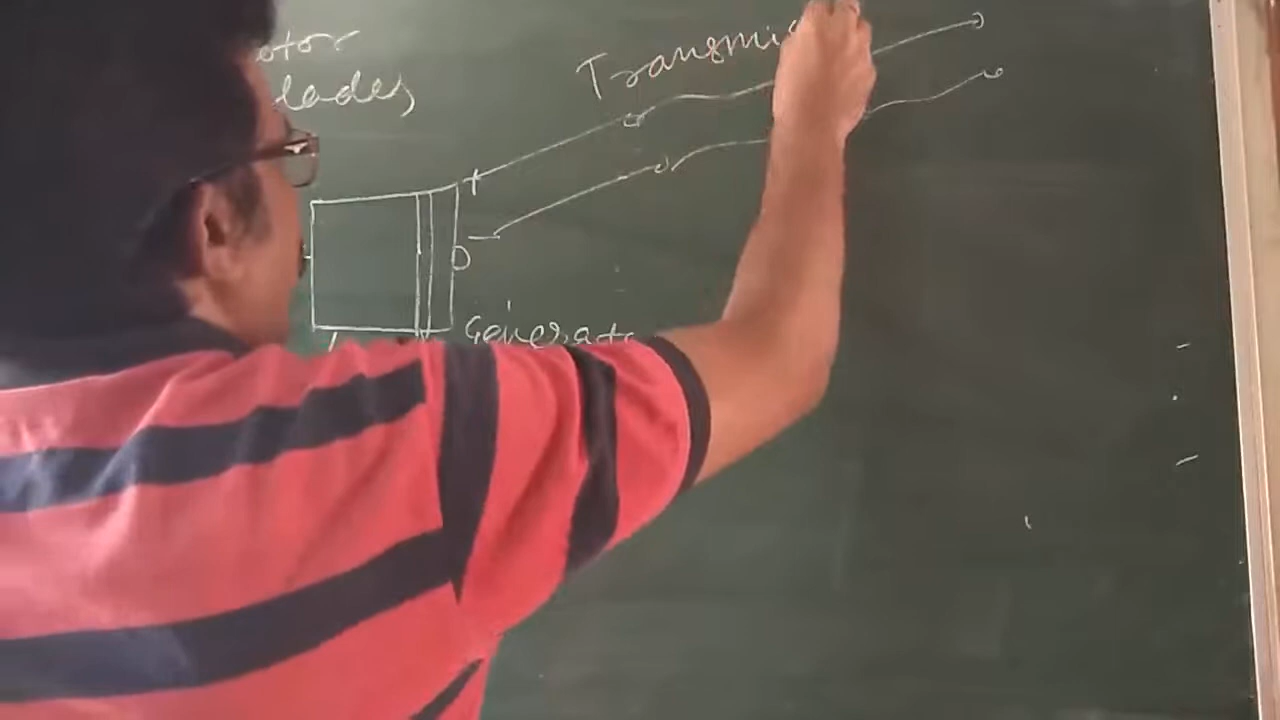 otor
lades
Transmi
+
-
Generato